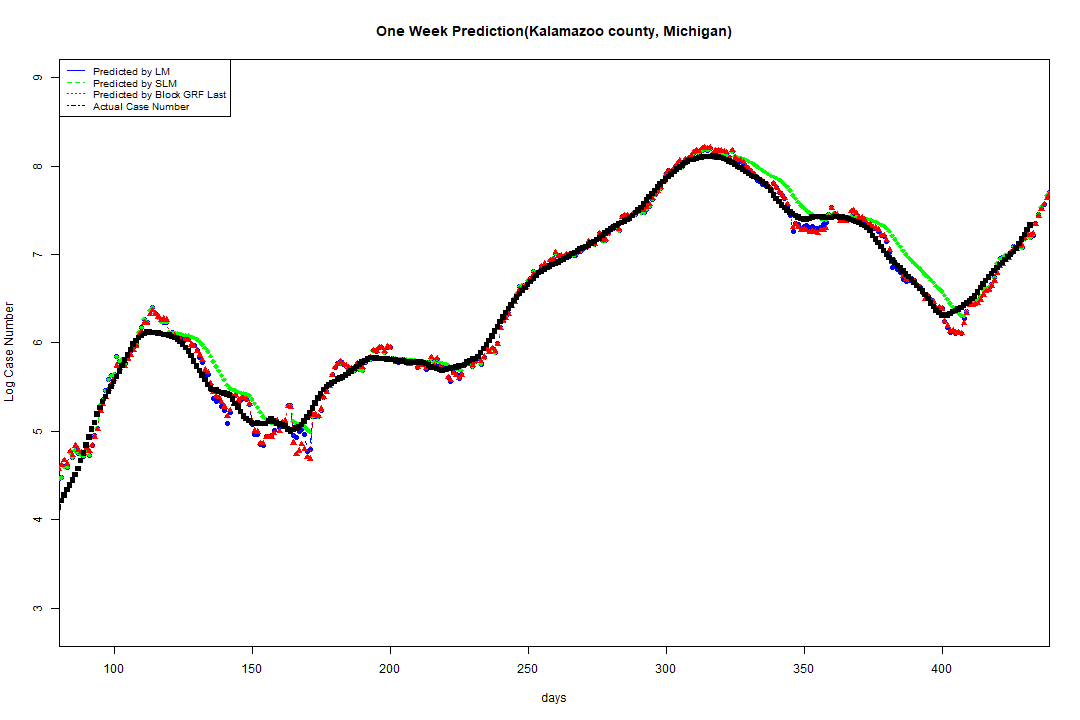 One Week Prediction(Kalamazoo county, Michigan)
Predicted by LM
Predicted by SLM
Predicted by Block GRF Last
Actual Case Number
9
8
7
6
5
4
3
Log Case Number
100 150 200 250 300 350 400
days